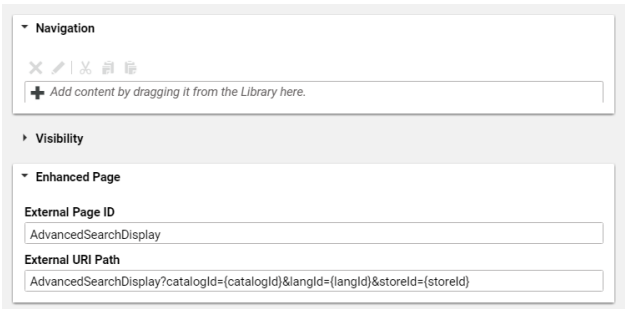 Navigation
Add content by dragging it from the Library here.
Visibility
Enhanced Page
External Page ID
AdvancedSearchDisplay
External URI Path
AdvancedSearchDisplay?catalogId={catalogId}&langId={langId}&storeId={storeId}